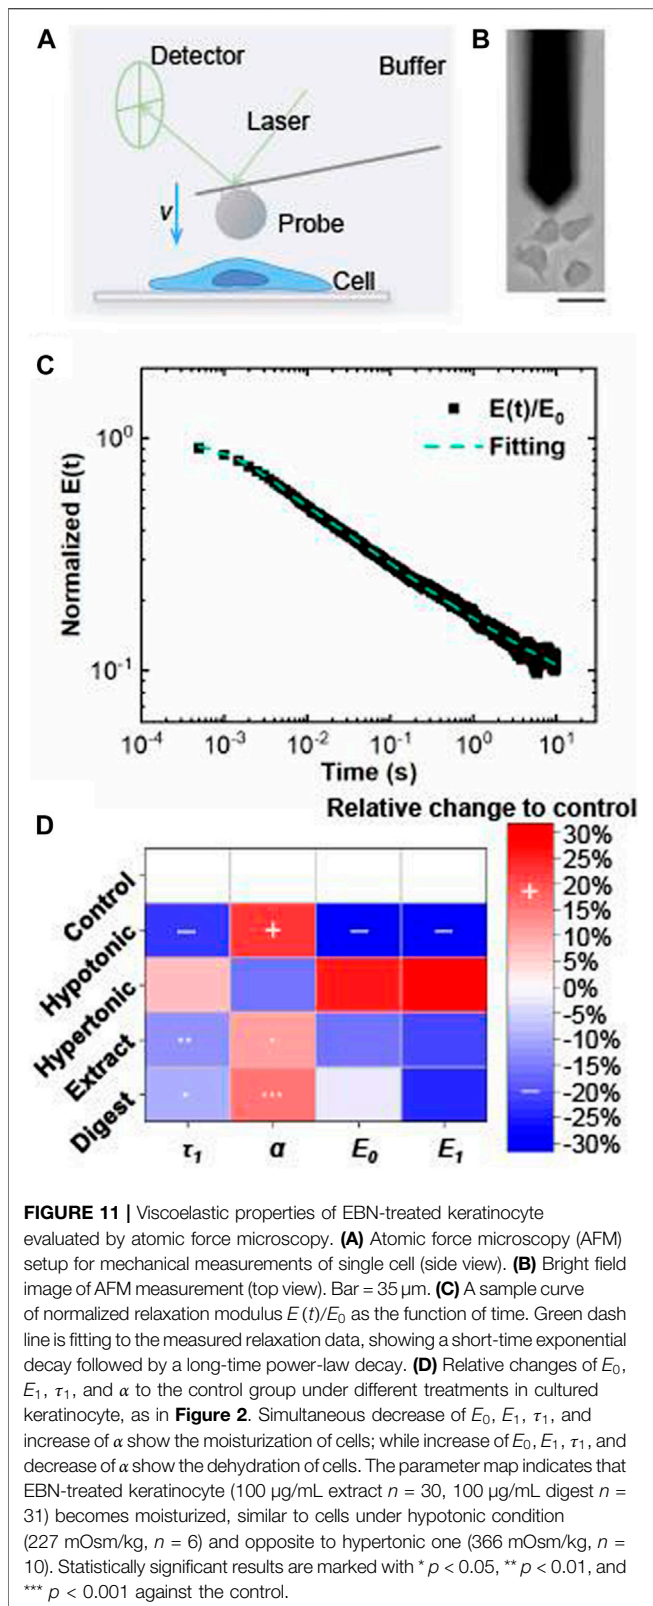 A
Detector
Buffer
Laser
v
Probe
Cell
B
C
Normalized E(t)
10⁰
10⁻¹
E(t)/E₀
Fitting
10⁻⁴ 10⁻³ 10⁻² 10⁻¹ 10⁰ 10¹
Time (s)
D
Relative change to control
Control
Hypotonic
Hypertonic
Extract
Digest
— + — —
** *
* ***
τ₁ α E₀ E₁
30%
25%
20%
15%
10%
5%
0%
-5%
-10%
-15%
-20%
-25%
-30%
+
—
FIGURE 11 | Viscoelastic properties of EBN-treated keratinocyte
evaluated by atomic force microscopy. (A) Atomic force microscopy (AFM)
setup for mechanical measurements of single cell (side view). (B) Bright field
image of AFM measurement (top view). Bar = 35 μm. (C) A sample curve
of normalized relaxation modulus E (t)/E₀ as the function of time. Green dash
line is fitting to the measured relaxation data, showing a short-time exponential
decay followed by a long-time power-law decay. (D) Relative changes of E₀,
E₁, τ₁, and α to the control group under different treatments in cultured
keratinocyte, as in Figure 2. Simultaneous decrease of E₀, E₁, τ₁, and
increase of α show the moisturization of cells; while increase of E₀, E₁, τ₁, and
decrease of α show the dehydration of cells. The parameter map indicates that
EBN-treated keratinocyte (100 μg/mL extract n = 30, 100 μg/mL digest n =
31) becomes moisturized, similar to cells under hypotonic condition
(227 mOsm/kg, n = 6) and opposite to hypertonic one (366 mOsm/kg, n =
10). Statistically significant results are marked with * p < 0.05, ** p < 0.01, and
*** p < 0.001 against the control.